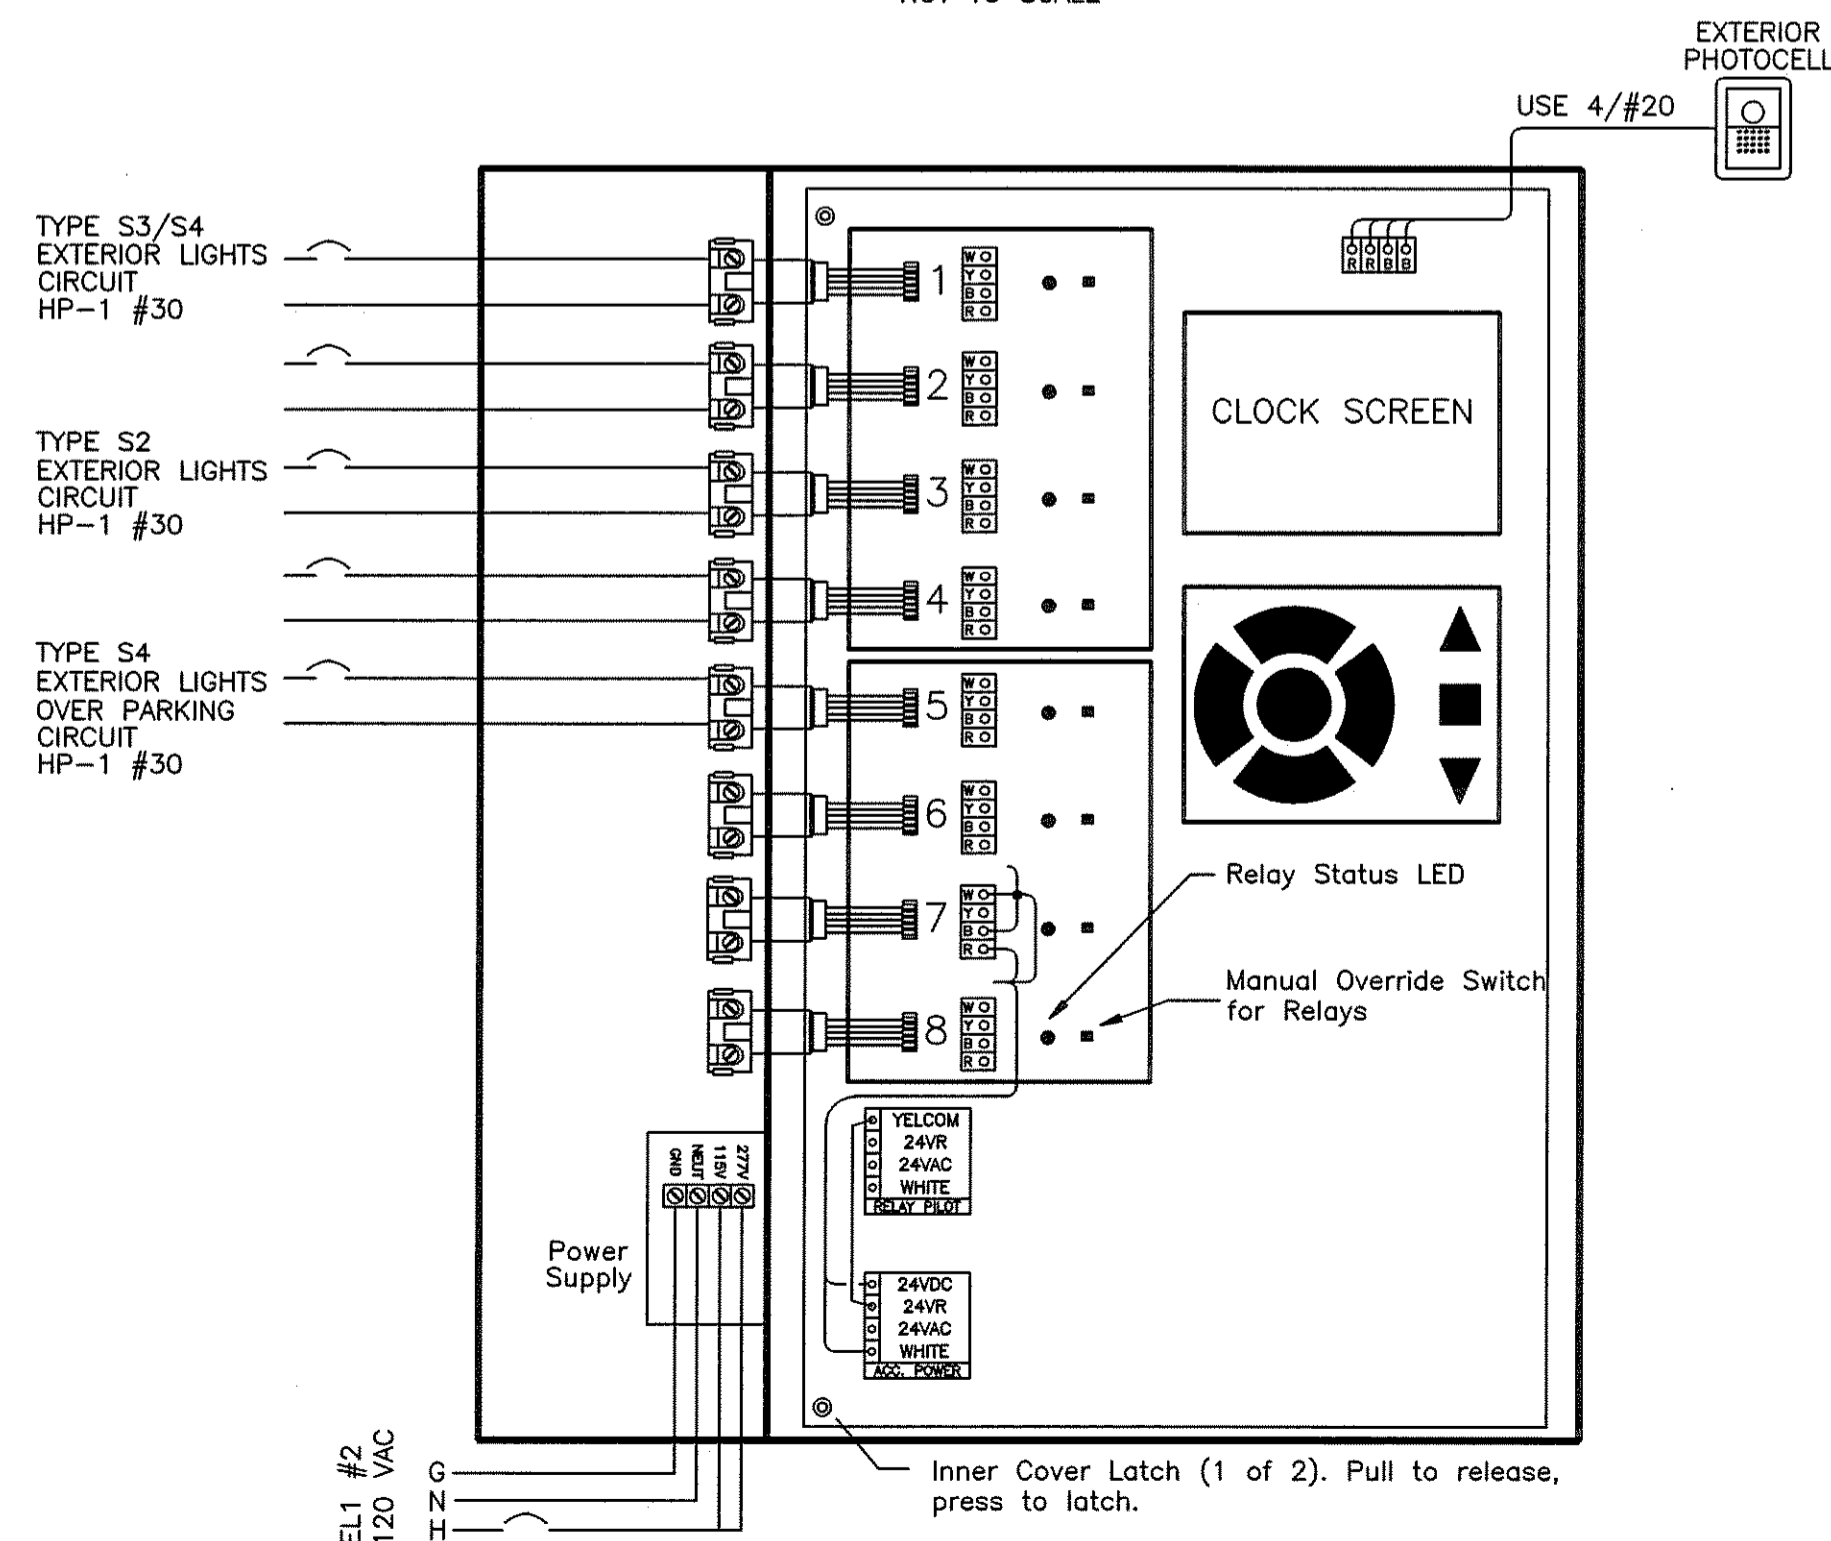 EXTERIOR
PHOTOCELL
USE 4/#20
TYPE S3/S4
EXTERIOR LIGHTS
CIRCUIT
HP-1 #30
TYPE S2
EXTERIOR LIGHTS
CIRCUIT
HP-1 #30
TYPE S4
EXTERIOR LIGHTS
OVER PARKING
CIRCUIT
HP-1 #30
1
W
Y
B
R
2
W
Y
B
R
3
W
Y
B
R
4
W
Y
B
R
5
W
Y
B
R
6
W
Y
B
R
7
W
Y
B
R
8
W
Y
B
R
R R B B
CLOCK SCREEN
Relay Status LED
Manual Override Switch
for Relays
YELCOM
24VR
24VAC
WHITE
RELAY PILOT
24VDC
24VR
24VAC
WHITE
ACC. POWER
GND
NEUT
115V
277V
Power
Supply
EL1 #2
120 VAC
G
N
H
Inner Cover Latch (1 of 2). Pull to release,
press to latch.